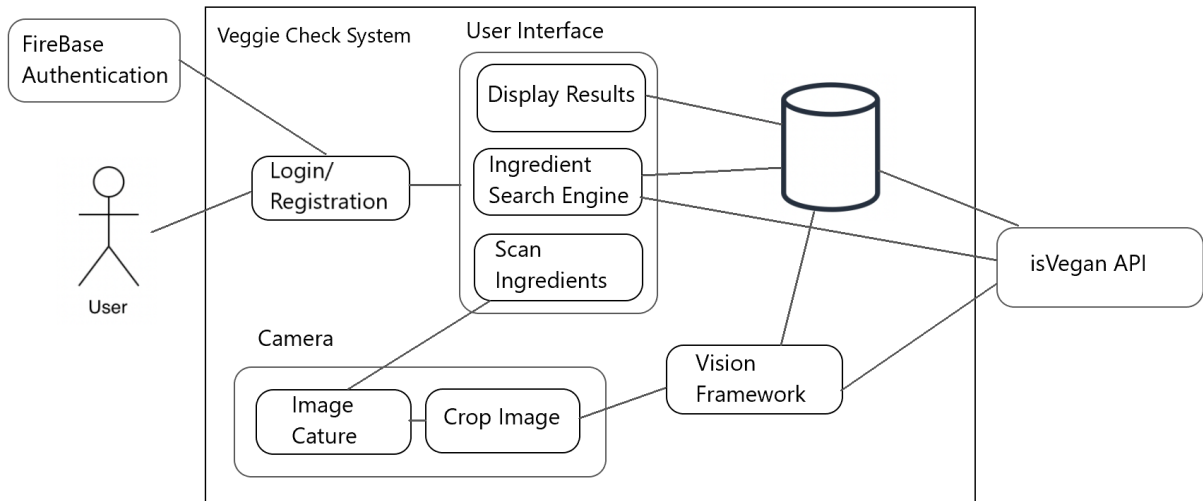 FireBase
Authentication
Veggie Check System
User Interface
Display Results
Login/
Registration
Ingredient
Search Engine
Scan
Ingredients
isVegan API
User
Camera
Vision
Framework
Image
Cature
Crop Image